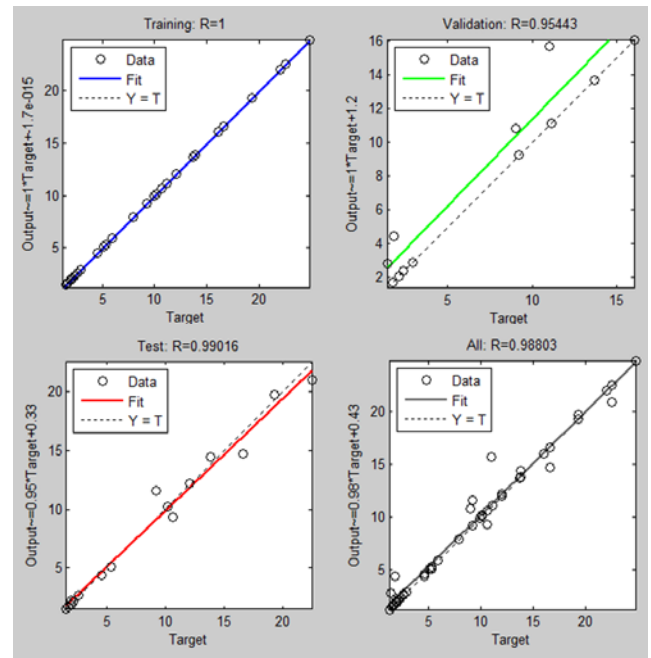 Training: R=1
Output~=1*Target+-1.7e-015
Data
Fit
Y = T
20
15
10
5
5
10
15
20
Target
Validation: R=0.95443
Output~=1*Target+1.2
Data
Fit
Y = T
16
14
12
10
8
6
4
2
5
10
15
Target
Test: R=0.99016
Output~=0.95*Target+0.33
Data
Fit
Y = T
20
15
10
5
5
10
15
20
Target
All: R=0.98803
Output~=0.98*Target+0.43
Data
Fit
Y = T
20
15
10
5
5
10
15
20
Target